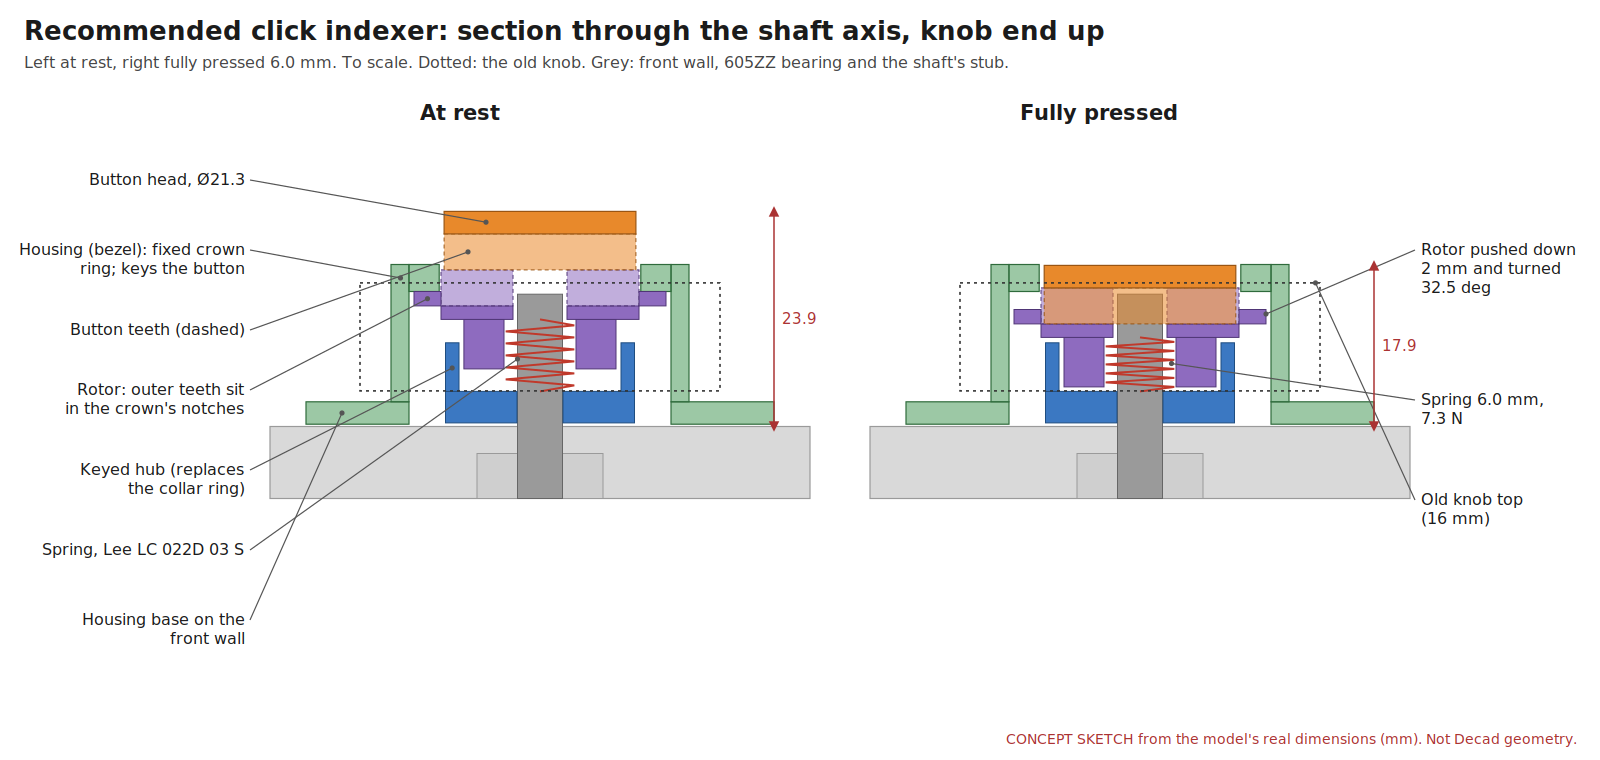 Recommended click indexer: section through the shaft axis, knob end up
Left at rest, right fully pressed 6.0 mm. To scale. Dotted: the old knob. Grey: front wall, 605ZZ bearing and the shaft's stub.
At rest
Fully pressed
Button head, Ø21.3
Housing (bezel): fixed crown
ring; keys the button
Button teeth (dashed)
Rotor: outer teeth sit
in the crown's notches
Keyed hub (replaces
the collar ring)
Spring, Lee LC 022D 03 S
Housing base on the
front wall
23.9
17.9
Rotor pushed down
2 mm and turned
32.5 deg
Spring 6.0 mm,
7.3 N
Old knob top
(16 mm)
CONCEPT SKETCH from the model's real dimensions (mm). Not Decad geometry.